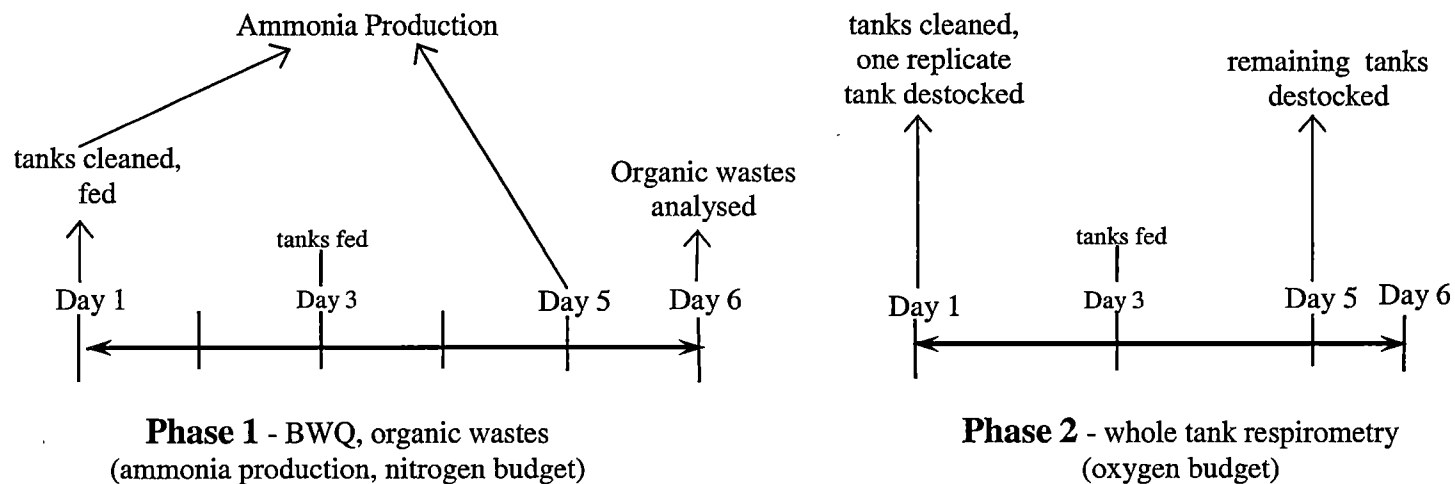 Ammonia Production
tanks cleaned,
fed
Organic wastes
analysed
tanks fed
Day 1
Day 3
Day 5
Day 6
Phase 1 - BWQ, organic wastes
(ammonia production, nitrogen budget)
tanks cleaned,
one replicate
tank destocked
remaining tanks
destocked
tanks fed
Day 1
Day 3
Day 5
Day 6
Phase 2 - whole tank respirometry
(oxygen budget)